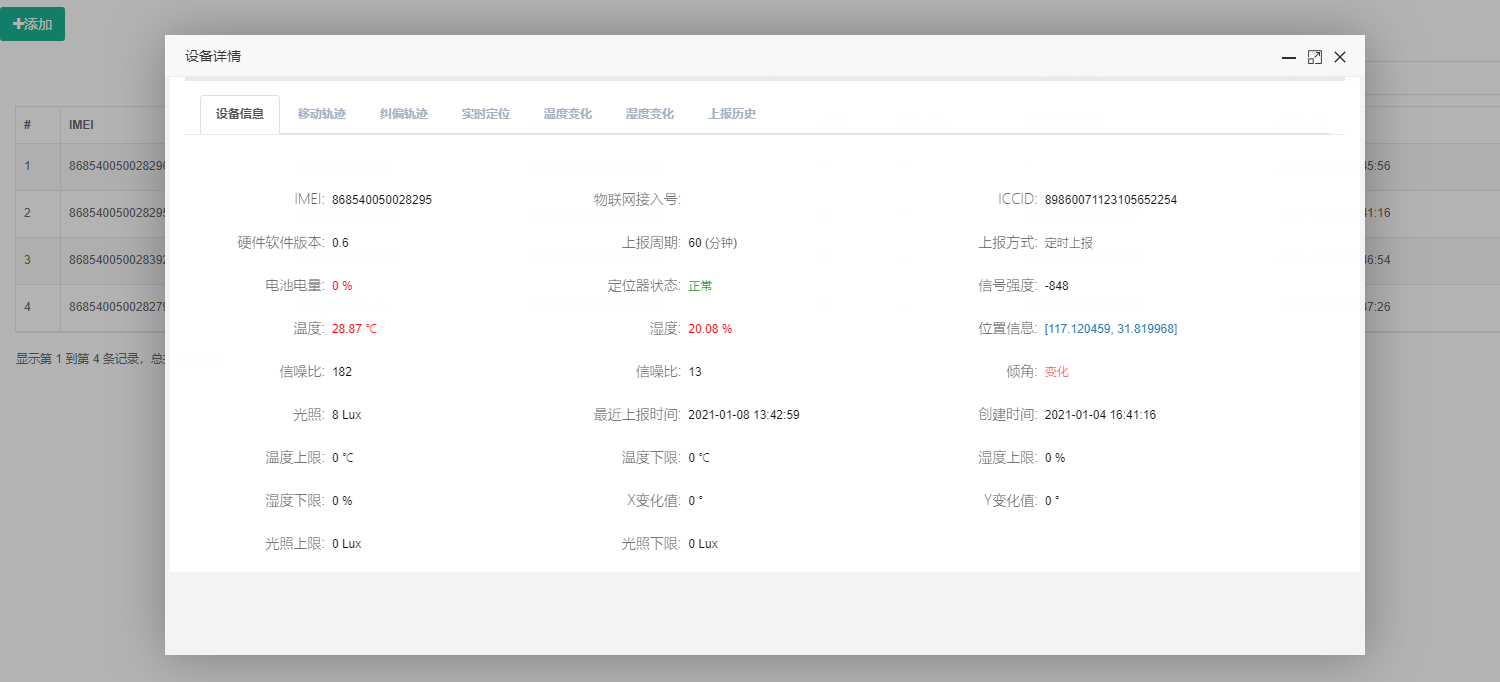 添加
设备详情
设备信息 移动轨迹 纠偏轨迹 实时定位 温度变化 湿度变化 上报历史
# IMEI
1 86854005002829 5:56
2 86854005002829 1:16
3 86854005002839 6:54
4 86854005002827 7:26
显示第 1 到第 4 条记录，总
IMEI: 868540050028295 物联网接入号: ICCID: 89860071123105652254
硬件软件版本: 0.6 上报周期: 60 (分钟) 上报方式: 定时上报
电池电量: 0 % 定位器状态: 正常 信号强度: -848
温度: 28.87 ℃ 湿度: 20.08 % 位置信息: [117.120459, 31.819968]
信噪比: 182 信噪比: 13 倾角: 变化
光照: 8 Lux 最近上报时间: 2021-01-08 13:42:59 创建时间: 2021-01-04 16:41:16
温度上限: 0 ℃ 温度下限: 0 ℃ 湿度上限: 0 %
湿度下限: 0 % X变化值: 0 ° Y变化值: 0 °
光照上限: 0 Lux 光照下限: 0 Lux